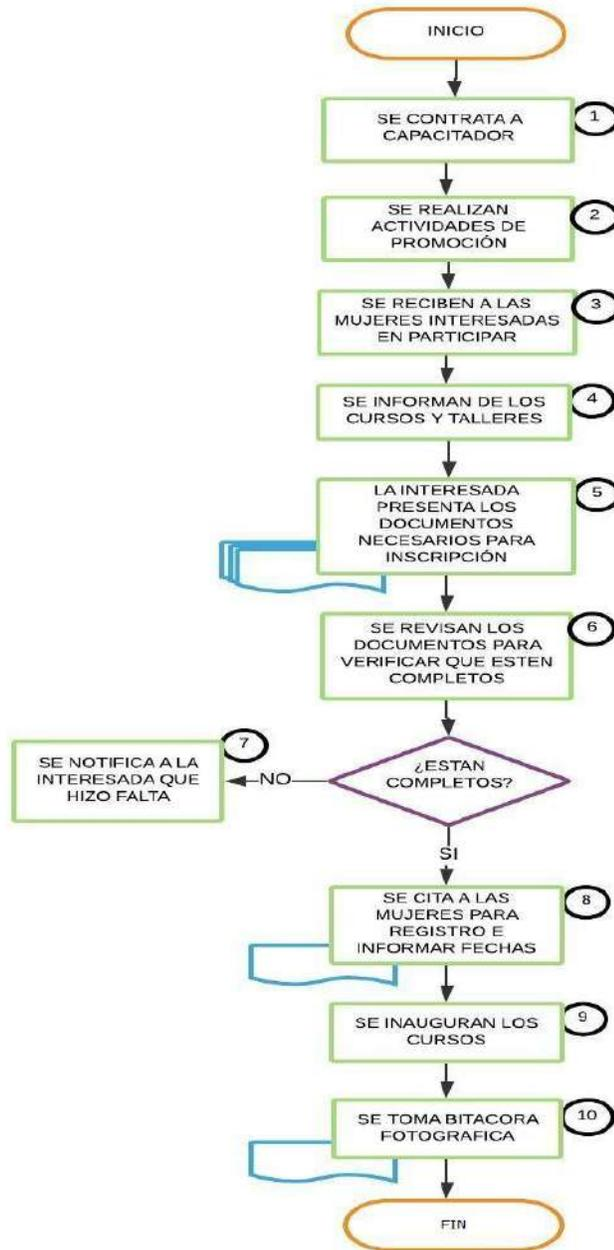 INICIO
SE CONTRATA A
CAPACITADOR
1
SE REALIZAN
ACTIVIDADES DE
PROMOCIÓN
2
SE RECIBEN A LAS
MUJERES INTERESADAS
EN PARTICIPAR
3
SE INFORMAN DE LOS
CURSOS Y TALLERES
4
LA INTERESADA
PRESENTA LOS
DOCUMENTOS
NECESARIOS PARA
INSCRIPCIÓN
5
SE REVISAN LOS
DOCUMENTOS PARA
VERIFICAR QUE ESTEN
COMPLETOS
6
¿ESTAN
COMPLETOS?
NO
SE NOTIFICA A LA
INTERESADA QUE
HIZO FALTA
7
SI
SE CITA A LAS
MUJERES PARA
REGISTRO E
INFORMAR FECHAS
8
SE INAUGURAN LOS
CURSOS
9
SE TOMA BITACORA
FOTOGRAFICA
10
FIN